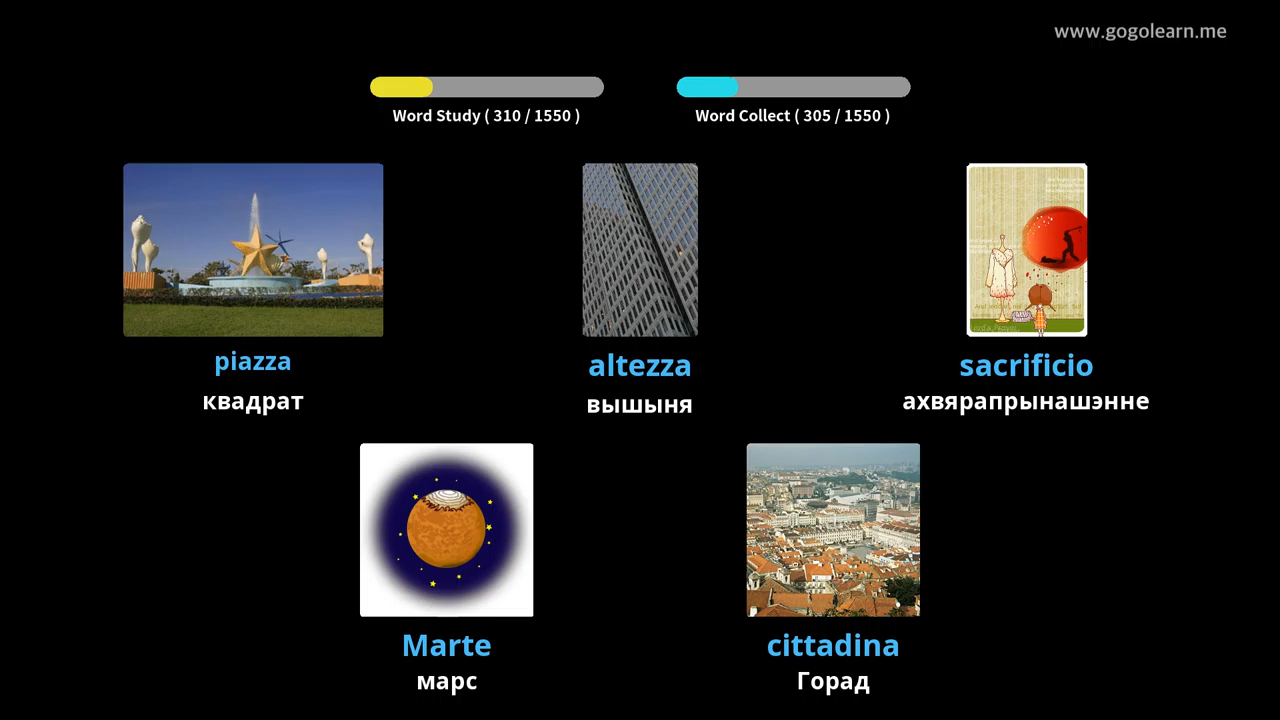 www.gogolearn.me
Word Study ( 310 / 1550 )
Word Collect ( 305 / 1550 )
piazza
квадрат
altezza
вышыня
sacrificio
ахвярапрынашэнне
Marte
марс
cittadina
Горад